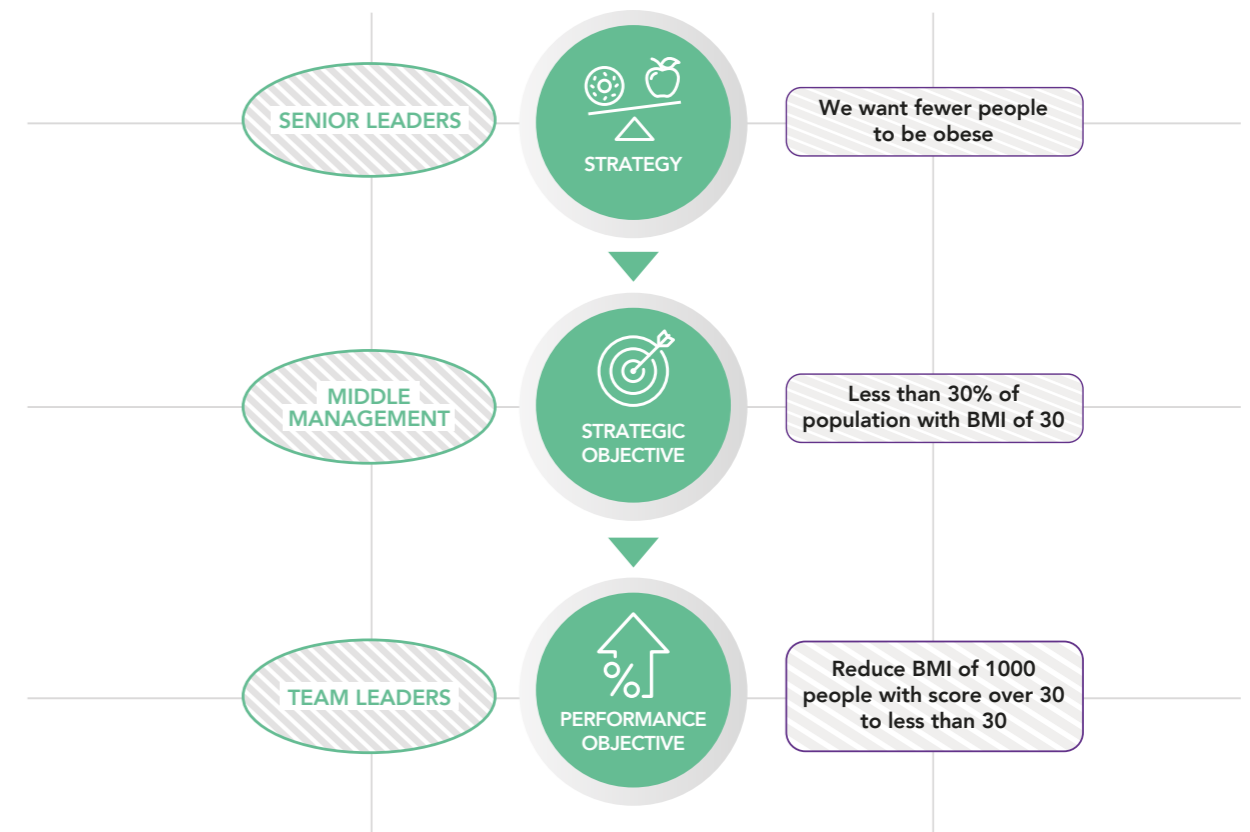 SENIOR LEADERS
STRATEGY
We want fewer people
to be obese
MIDDLE
MANAGEMENT
STRATEGIC
OBJECTIVE
Less than 30% of
population with BMI of 30
TEAM LEADERS
%
PERFORMANCE
OBJECTIVE
Reduce BMI of 1000
people with score over 30
to less than 30